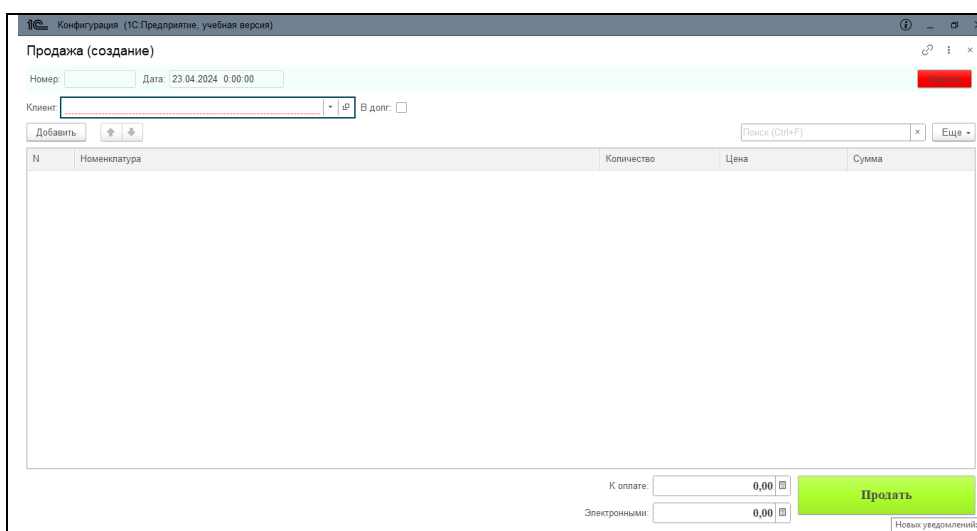 1С Конфигурация (1С:Предприятие, учебная версия)
Продажа (создание)
Номер: Дата: 23.04.2024 0:00:00
Клиент: В долг:
Добавить Поиск (Ctrl+F) × Еще
N Номенклатура Количество Цена Сумма
К оплате: 0,00
Продать
Электронными: 0,00
Новых уведомлений